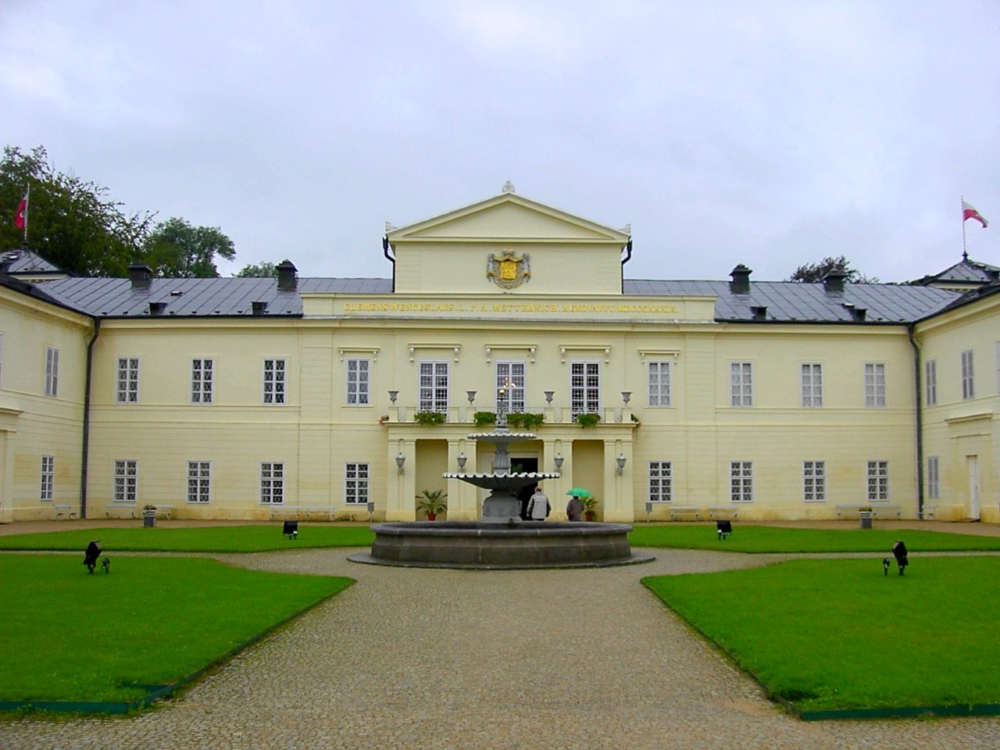 CLEMENS WENCESLAUS . L . P . A . METTERNICH . RENOVAVIT MDCCCXXXIX